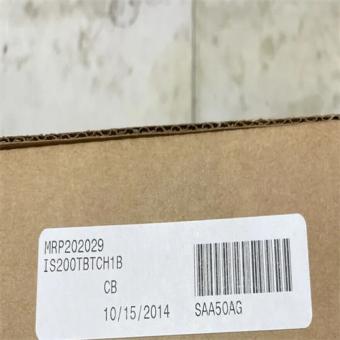 MRP202029
IS200TBTCH1B
CB
10/15/2014 SAA50AG